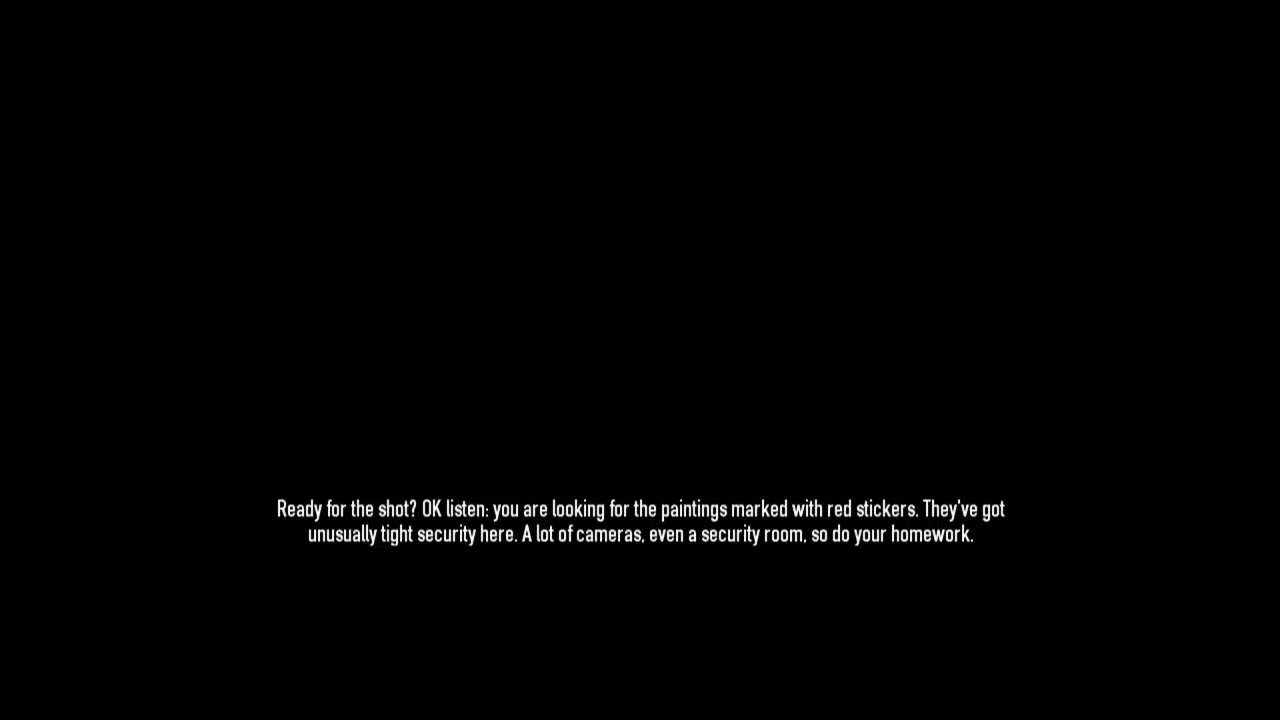 Ready for the shot? OK listen: you are looking for the paintings marked with red stickers. They've got
unusually tight security here. A lot of cameras, even a security room, so do your homework.